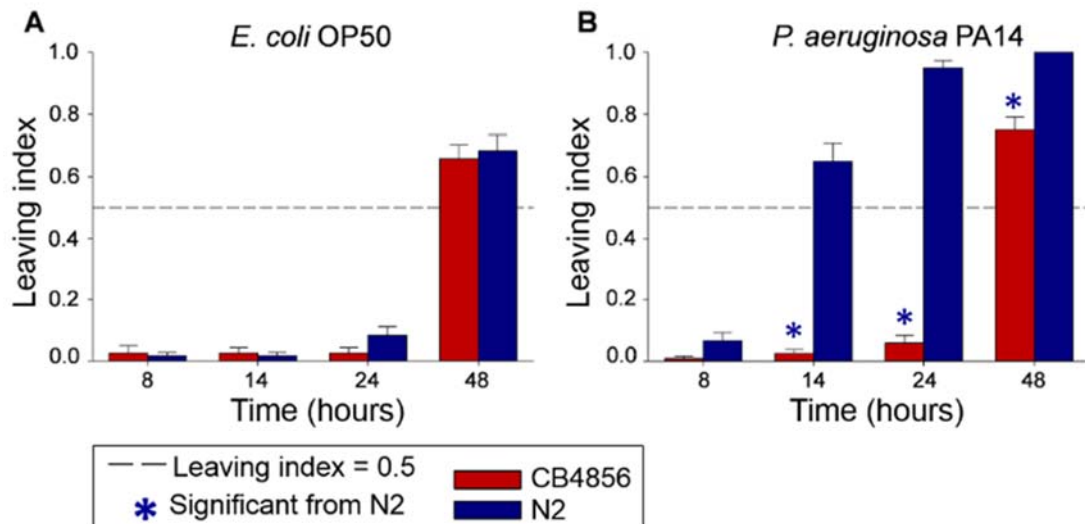 A
E. coli OP50
Leaving index
1.0
0.8
0.6
0.4
0.2
0.0
8 14 24 48
Time (hours)
B
P. aeruginosa PA14
Leaving index
1.0
0.8
0.6
0.4
0.2
0.0
*
*
*
8 14 24 48
Time (hours)
Leaving index = 0.5
* Significant from N2
CB4856
N2